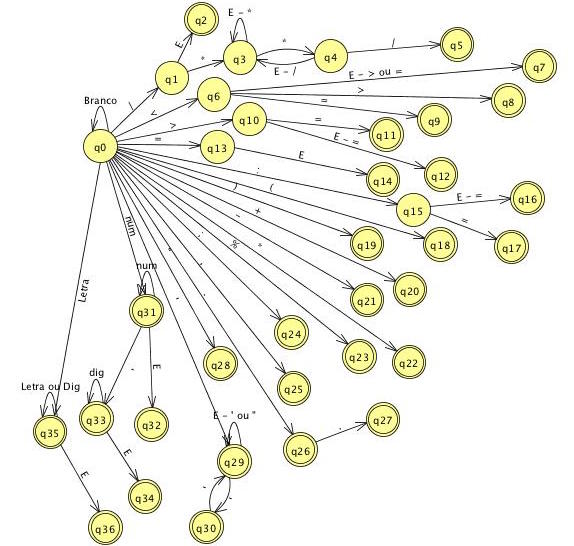 q2
E - *
E
*
q3
*
E - /
q4
/
q5
q1
E - > ou =
q7
Branco
q6
>
q8
<
=
q9
q0
>
q10
=
q11
E - =
q12
=
q13
E
q14
:
q15
E - =
q16
=
q17
)
(
q18
q19
+
-
q20
q21
num
Letra
num
q31
q24
q23
q22
q28
q25
E
dig
Letra ou Dig
q33
q32
q35
E - ' ou "
q26
.
q27
q29
E
q34
E
q36
q30